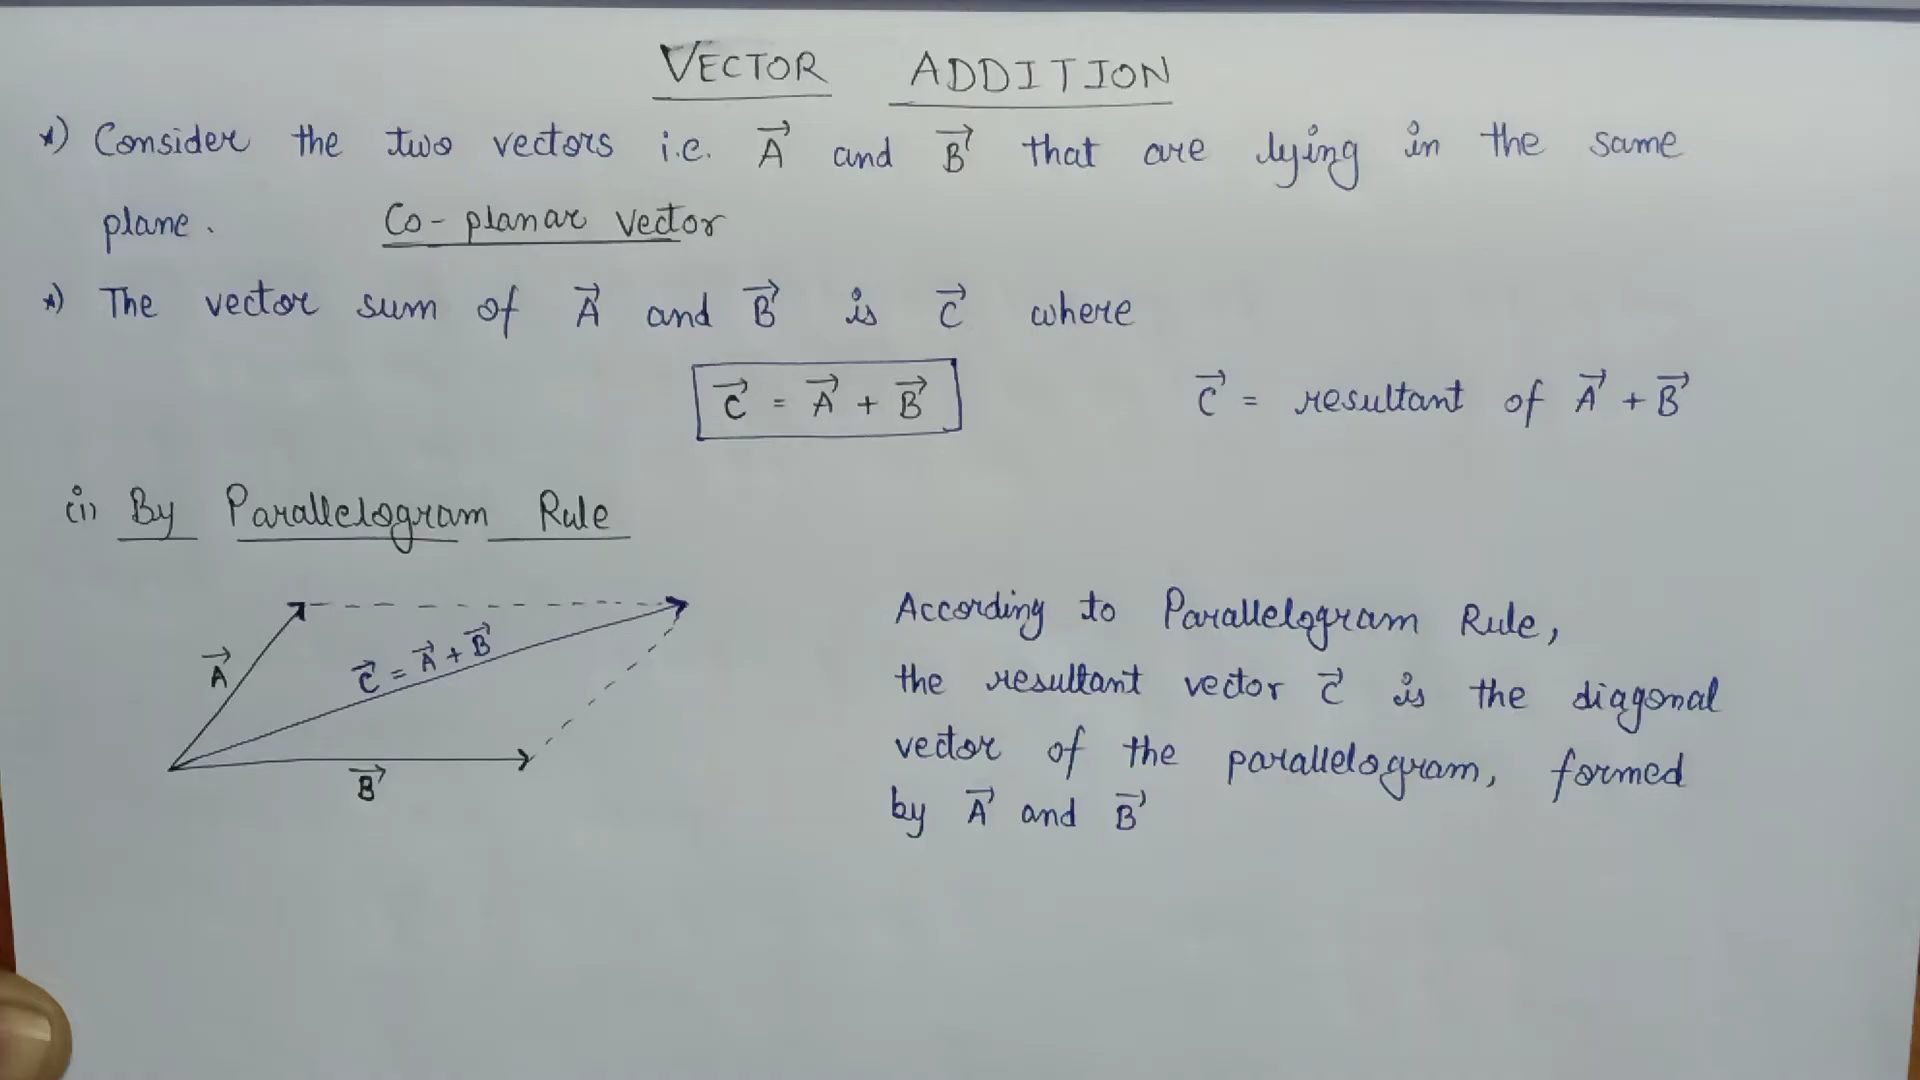 VECTOR ADDITION
*) Consider the two vectors i.e. A⃗ and B⃗ that are lying in the same
plane. Co-planar vector
*) The vector sum of A⃗ and B⃗ is C⃗ where
C⃗ = A⃗ + B⃗ C⃗ = resultant of A⃗ + B⃗
(i) By Parallelogram Rule
A⃗
C⃗ = A⃗ + B⃗
B⃗
According to Parallelogram Rule,
the resultant vector C⃗ is the diagonal
vector of the parallelogram, formed
by A⃗ and B⃗